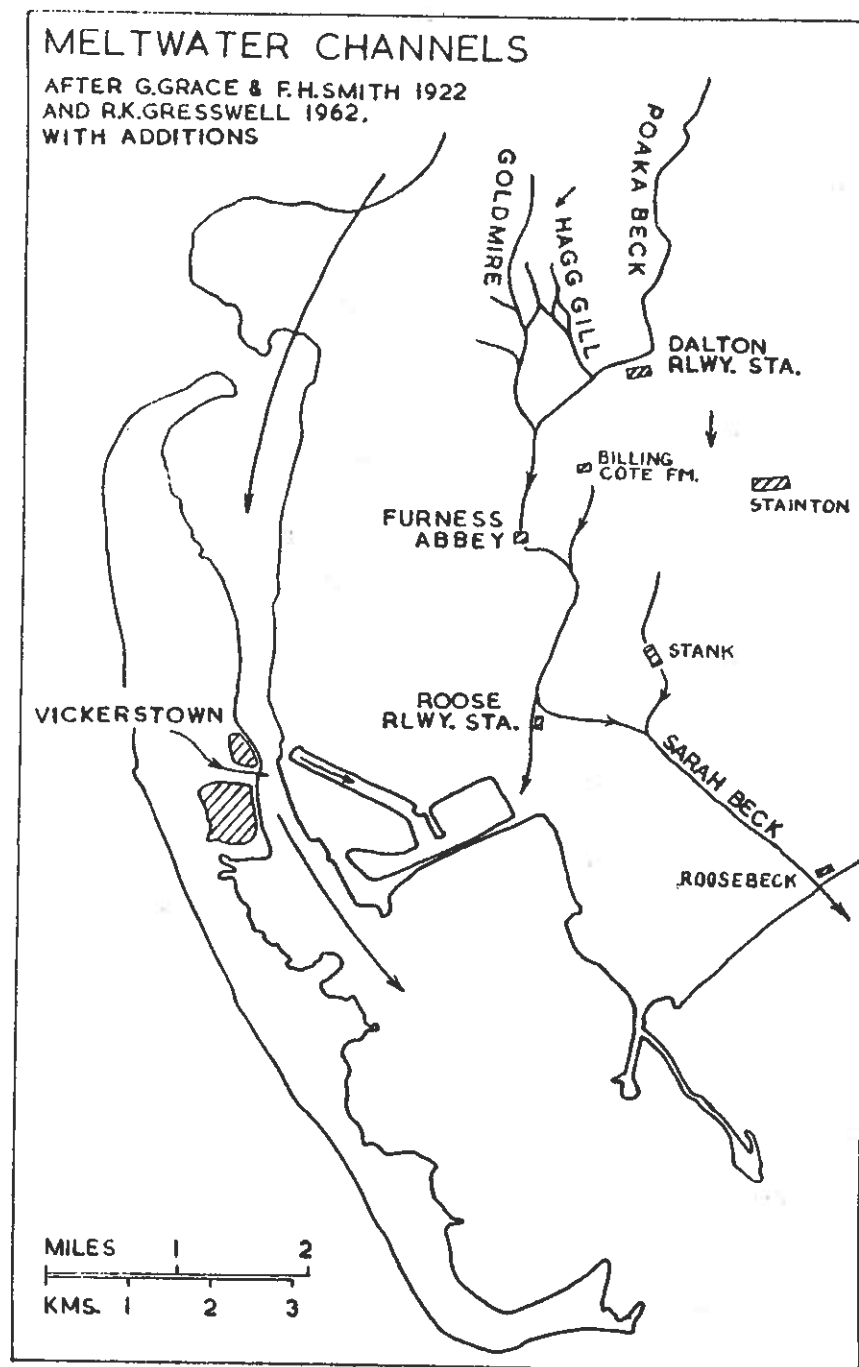 MELTWATER CHANNELS
AFTER G.GRACE & F.H.SMITH 1922
AND R.K.GRESSWELL 1962,
WITH ADDITIONS
POAKA BECK
GOLDMIRE
HAGG GILL
DALTON
RLWY. STA.
BILLING
COTE FM.
STAINTON
FURNESS
ABBEY
STANK
ROOSE
RLWY. STA.
VICKERSTOWN
SARAH BECK
ROOSEBECK
MILES 1 2
KMS. 1 2 3